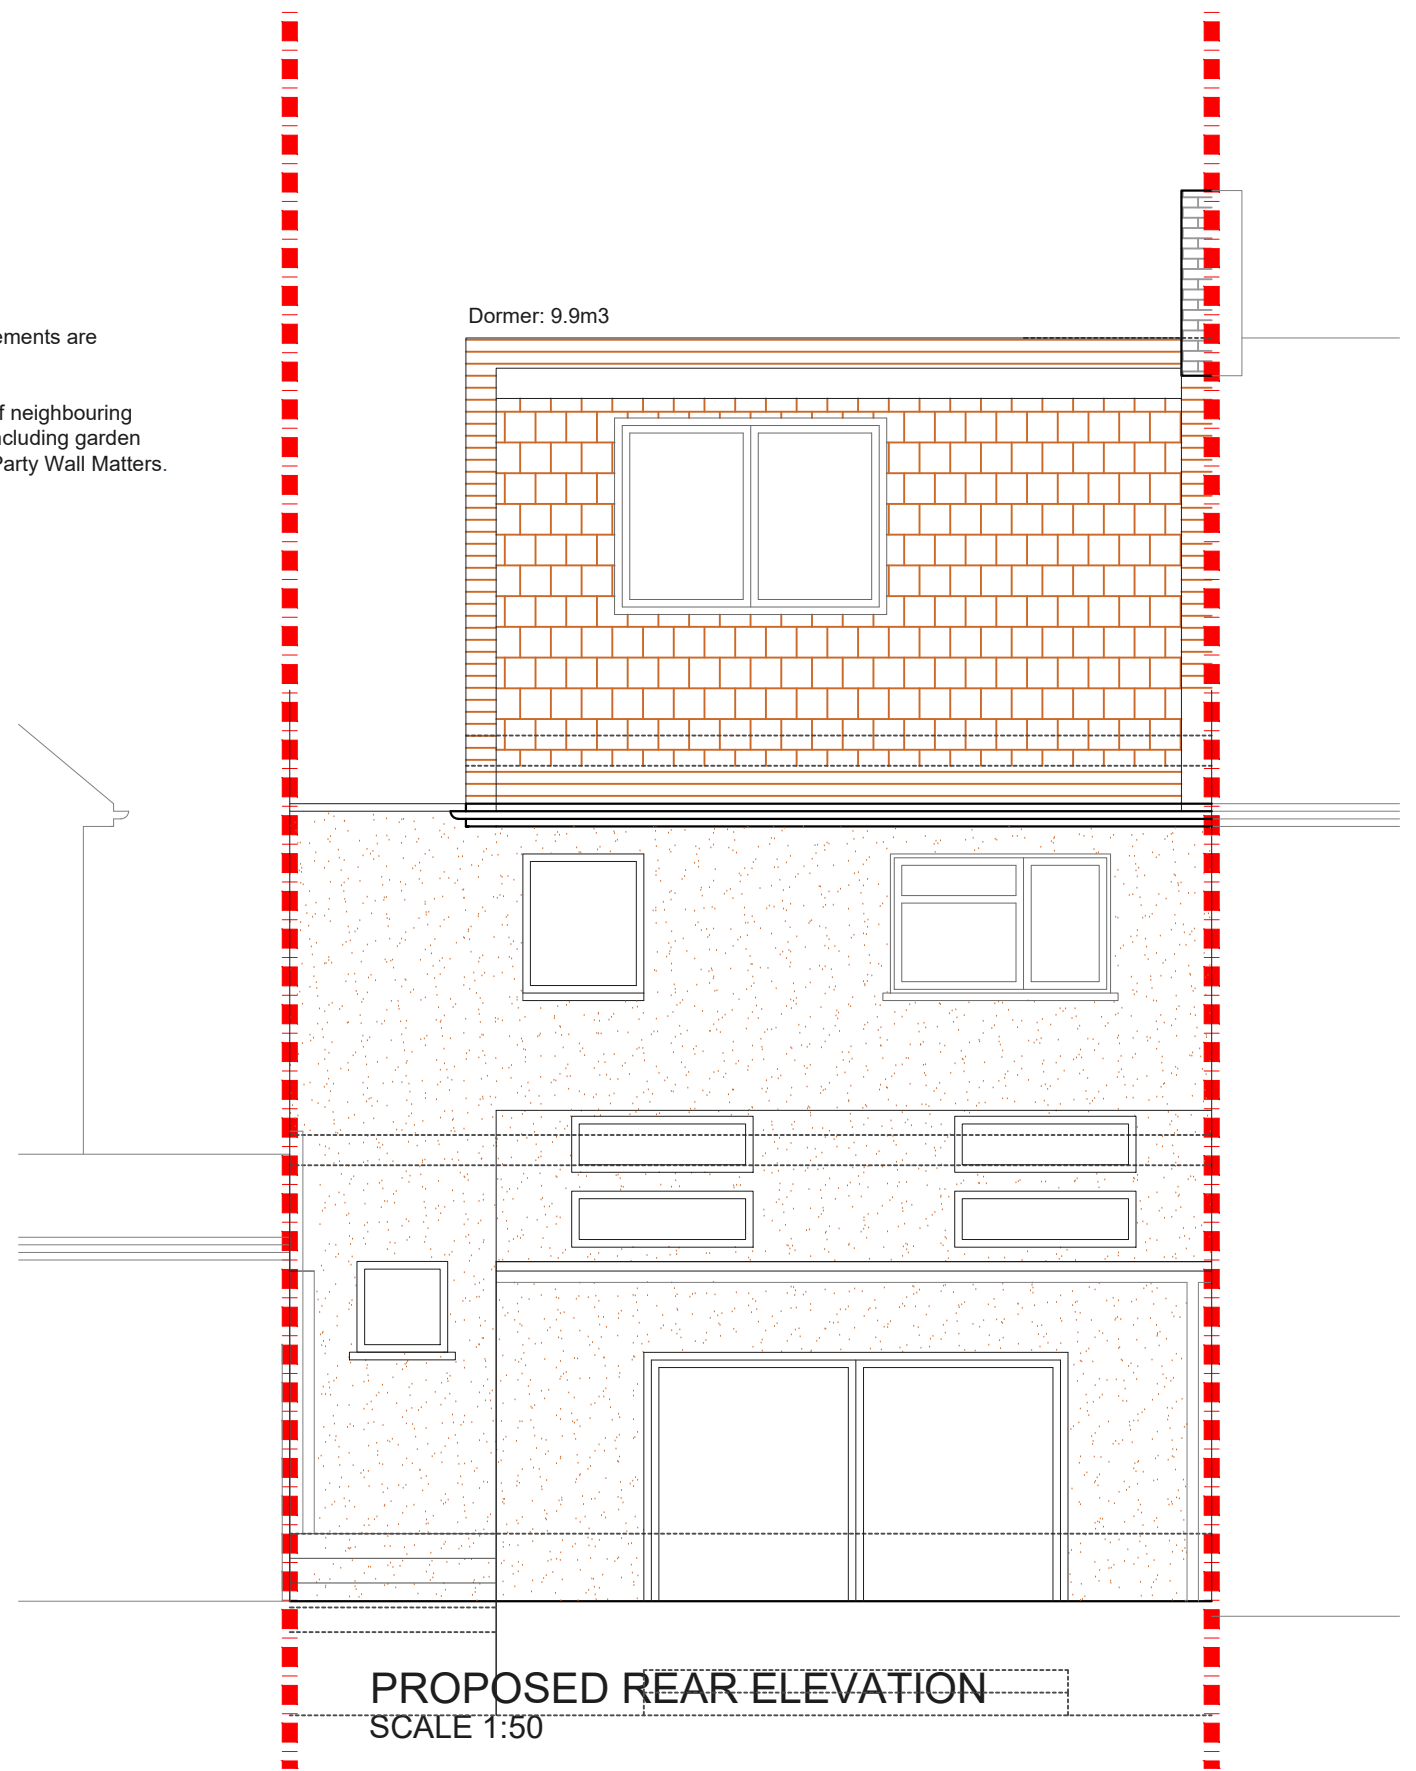 ements are
f neighbouring
ncluding garden
Party Wall Matters.
Dormer: 9.9m3
PROPOSED REAR ELEVATION
SCALE 1:50